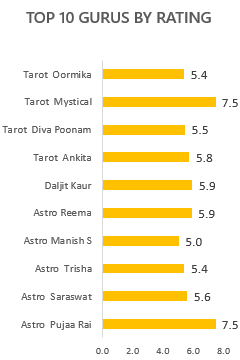 TOP 10 GURUS BY RATING
Tarot Oormika 5.4
Tarot Mystical 7.5
Tarot Diva Poonam 5.5
Tarot Ankita 5.8
Daljit Kaur 5.9
Astro Reema 5.9
Astro Manish S 5.0
Astro Trisha 5.4
Astro Saraswat 5.6
Astro Pujaa Rai 7.5
0.0 2.0 4.0 6.0 8.0